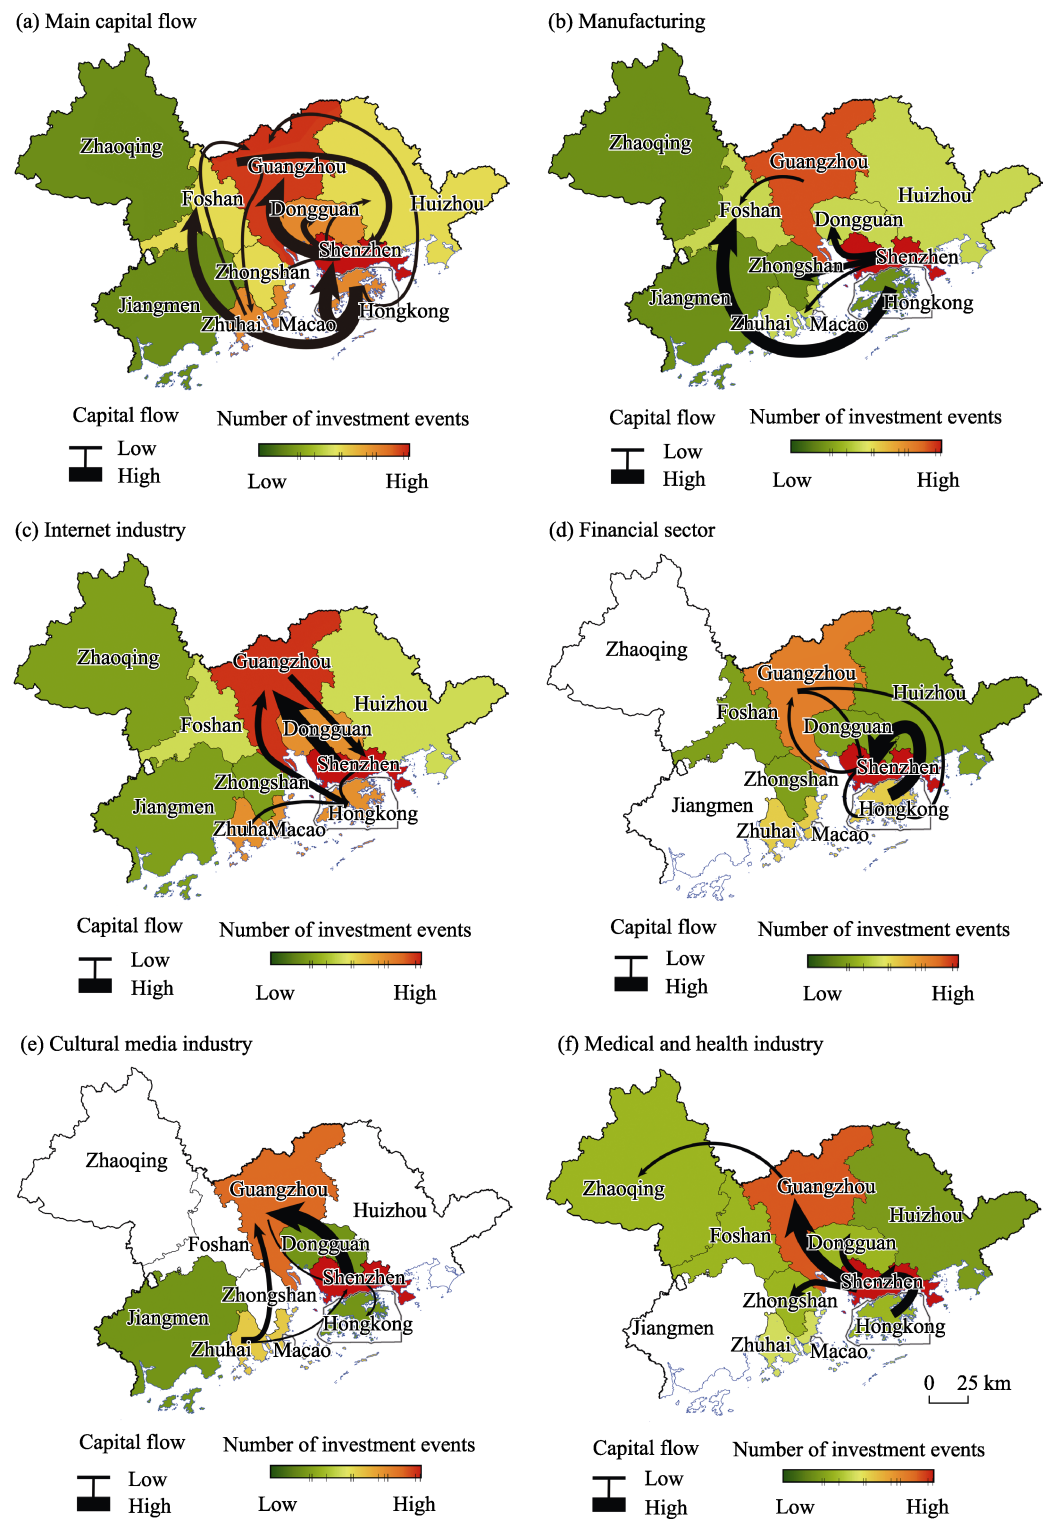 (a) Main capital flow
Zhaoqing
Guangzhou
Foshan
Dongguan
Huizhou
Shenzhen
Zhongshan
Jiangmen
Zhuhai
Macao
Hongkong
Capital flow
Low
High
Number of investment events
Low
High
(b) Manufacturing
Zhaoqing
Guangzhou
Huizhou
Foshan
Dongguan
Zhongshan
Shenzhen
Jiangmen
Hongkong
Zhuhai
Macao
Capital flow
Low
High
Number of investment events
Low
High
(c) Internet industry
Zhaoqing
Guangzhou
Huizhou
Foshan
Dongguan
Shenzhen
Zhongshan
Jiangmen
Hongkong
ZhuhaMacao
Capital flow
Low
High
Number of investment events
Low
High
(d) Financial sector
Zhaoqing
Guangzhou
Huizhou
Foshan
Dongguan
Shenzhen
Zhongshan
Jiangmen
Hongkong
Zhuhai
Macao
Capital flow
Low
High
Number of investment events
Low
High
(e) Cultural media industry
Zhaoqing
Guangzhou
Huizhou
Foshan
Dongguan
Shenzhen
Zhongshan
Jiangmen
Hongkong
Zhuhai
Macao
Capital flow
Low
High
Number of investment events
Low
High
(f) Medical and health industry
Zhaoqing
Guangzhou
Huizhou
Foshan
Dongguan
Shenzhen
Zhongshan
Jiangmen
Hongkong
Zhuhai
Macao
0 25 km
Capital flow
Low
High
Number of investment events
Low
High